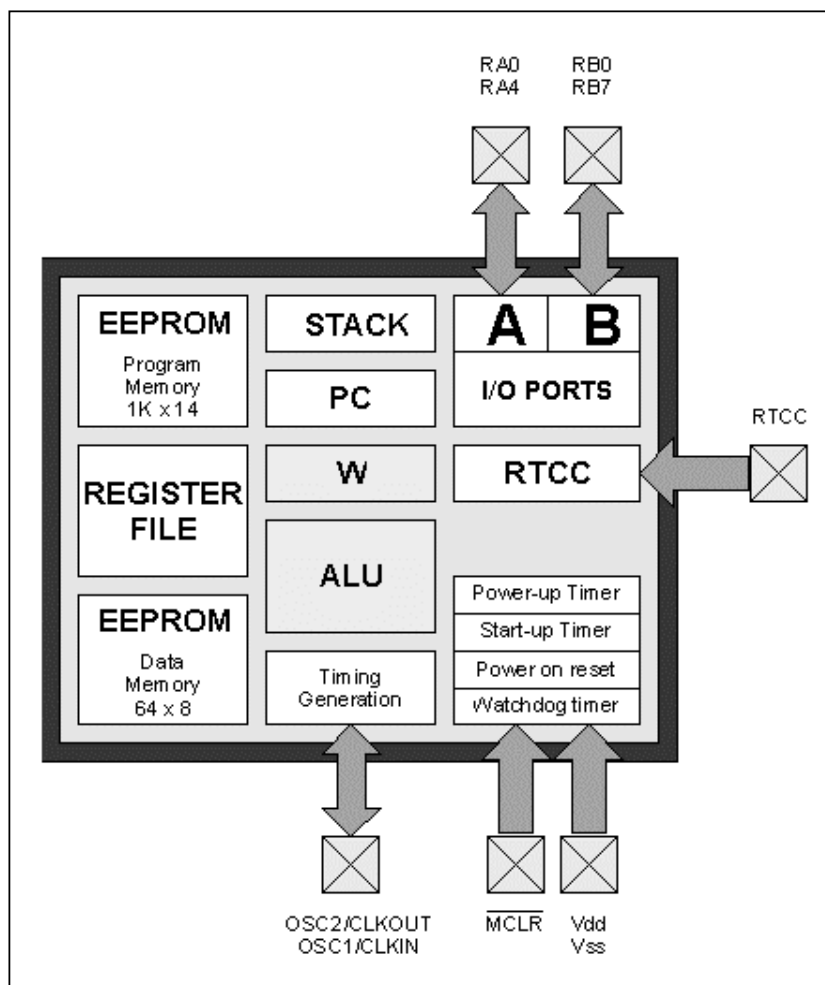 RA0
RA4
RB0
RB7
EEPROM
Program
Memory
1K x 14
STACK
A
B
I/O PORTS
PC
RTCC
REGISTER
FILE
W
RTCC
ALU
EEPROM
Data
Memory
64 x 8
Timing
Generation
Power-up Timer
Start-up Timer
Power on reset
Watchdog timer
OSC2/CLKOUT
OSC1/CLKIN
MCLR
Vdd
Vss